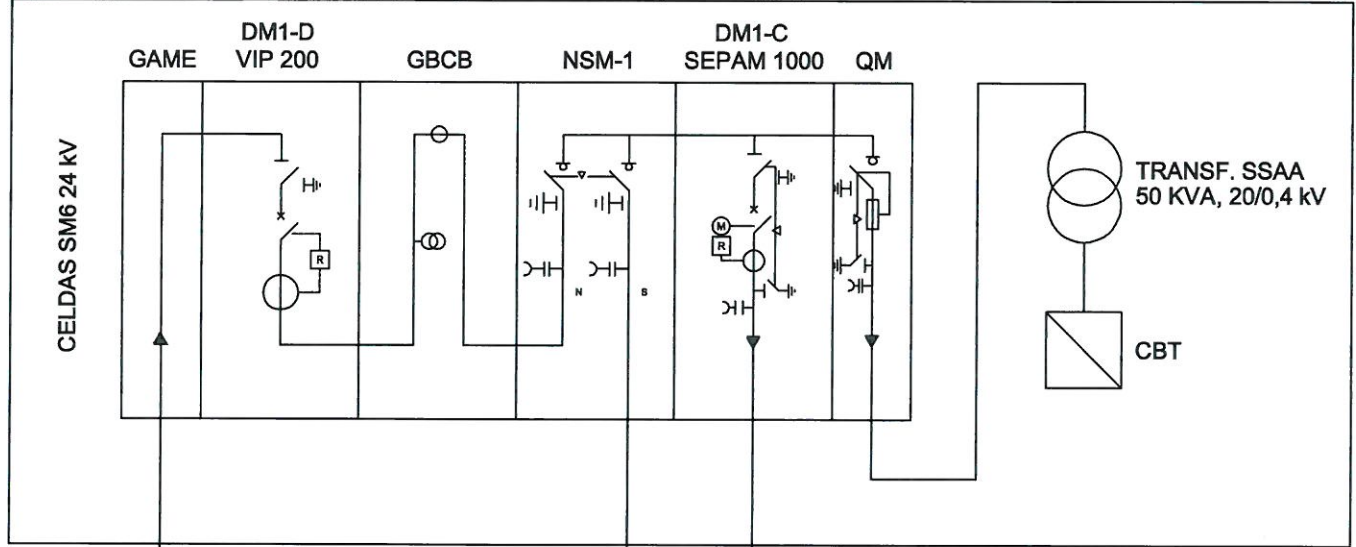 GAME
DM1-D
VIP 200
GBCB
NSM-1
DM1-C
SEPAM 1000
QM
CELDAS SM6 24 kV
R
M
R
N
S
TRANSF. SSAA
50 KVA, 20/0,4 kV
CBT